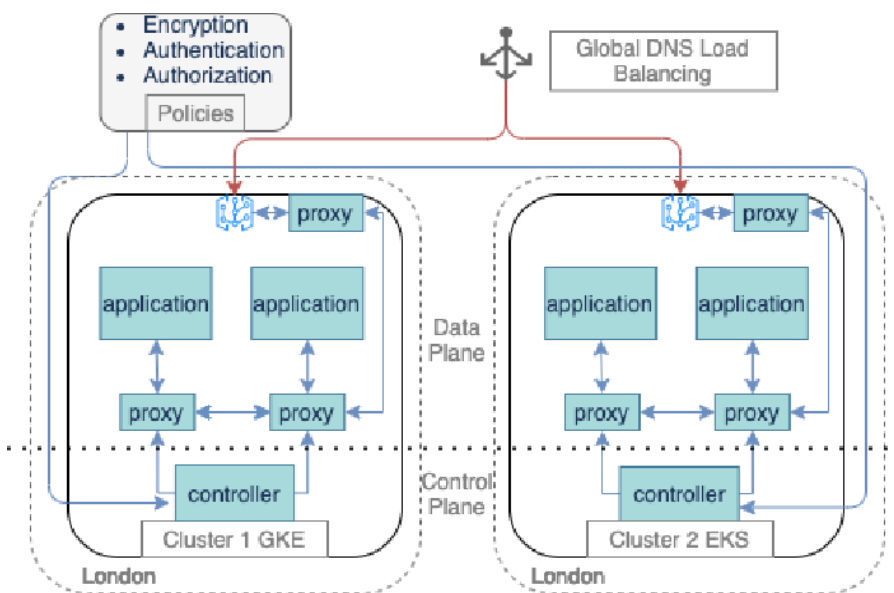 • Encryption
• Authentication
• Authorization
Policies
Global DNS Load
Balancing
proxy
proxy
application
application
application
application
Data
Plane
proxy
proxy
proxy
proxy
controller
Control
Plane
controller
Cluster 1 GKE
Cluster 2 EKS
London
London